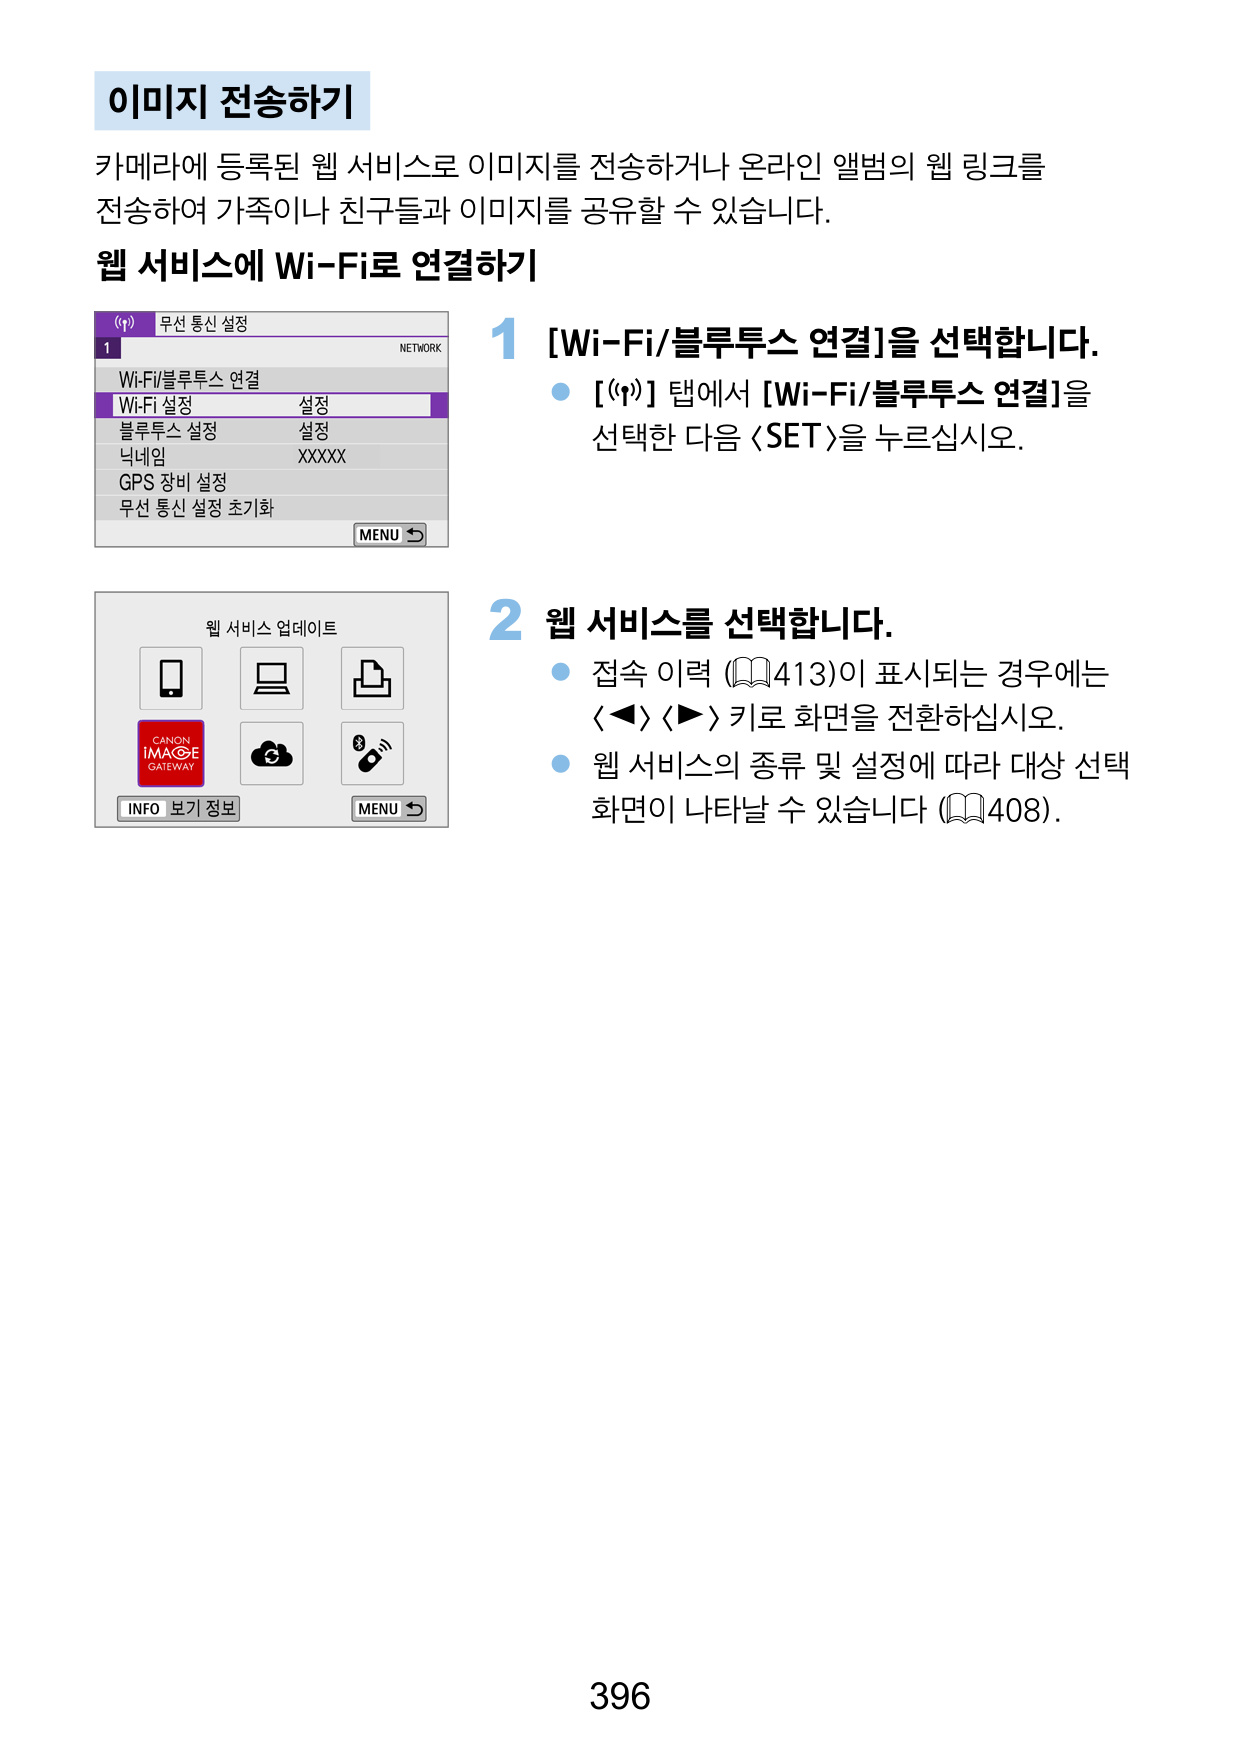 이미지 전송하기
카메라에 등록된 웹 서비스로 이미지를 전송하거나 온라인 앨범의 웹 링크를
전송하여 가족이나 친구들과 이미지를 공유할 수 있습니다.
웹 서비스에 Wi-Fi로 연결하기
무선 통신 설정
1 NETWORK
Wi-Fi/블루투스 연결
Wi-Fi 설정 설정
블루투스 설정 설정
닉네임 XXXXX
GPS 장비 설정
무선 통신 설정 초기화
MENU
1 [Wi-Fi/블루투스 연결]을 선택합니다.
● [] 탭에서 [Wi-Fi/블루투스 연결]을
선택한 다음 <SET>을 누르십시오.
웹 서비스 업데이트
CANON
iMAGE
GATEWAY
INFO 보기 정보 MENU
2 웹 서비스를 선택합니다.
● 접속 이력 (413)이 표시되는 경우에는
<◀> <▶> 키로 화면을 전환하십시오.
● 웹 서비스의 종류 및 설정에 따라 대상 선택
화면이 나타날 수 있습니다 (408).
396